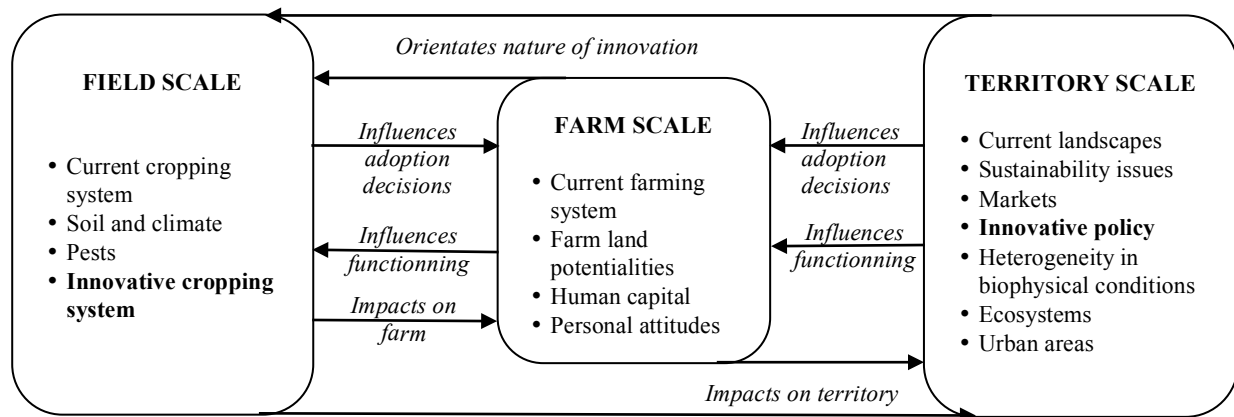 Orientates nature of innovation
FIELD SCALE
• Current cropping
system
• Soil and climate
• Pests
• Innovative cropping
system
Influences
adoption
decisions
Influences
functionning
Impacts on
farm
FARM SCALE
• Current farming
system
• Farm land
potentialities
• Human capital
• Personal attitudes
Influences
adoption
decisions
Influences
functionning
TERRITORY SCALE
• Current landscapes
• Sustainability issues
• Markets
• Innovative policy
• Heterogeneity in
biophysical conditions
• Ecosystems
• Urban areas
Impacts on territory